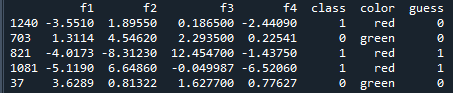 f1 f2 f3 f4 class color guess
1240 -3.5510 1.89550 0.186500 -2.44090 1 red 0
703 1.3114 4.54620 2.293500 0.22541 0 green 0
821 -4.0173 -8.31230 12.454700 -1.43750 1 red 1
1081 -5.1190 6.64860 -0.049987 -6.52060 1 red 1
37 3.6289 0.81322 1.627700 0.77627 0 green 0